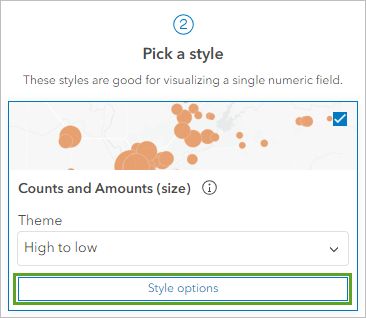 2
Pick a style
These styles are good for visualizing a single numeric field.
Counts and Amounts (size)
Theme
High to low
Style options